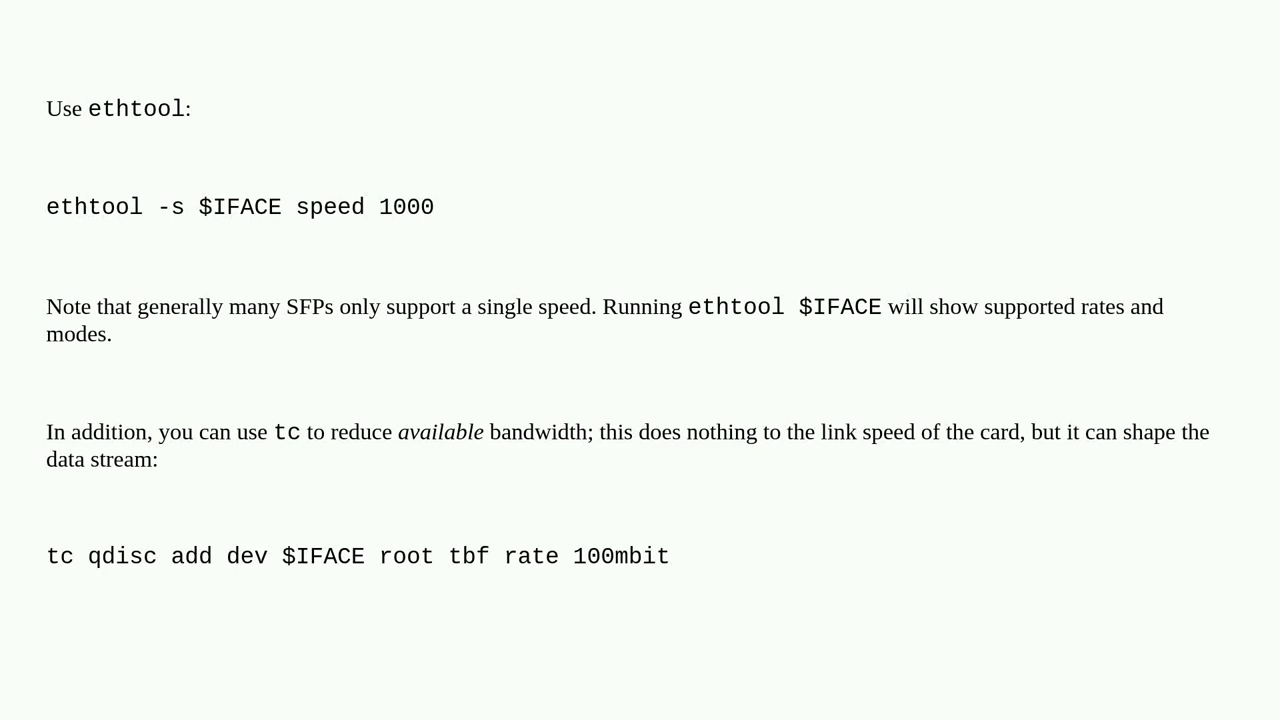 Use ethtool:
ethtool -s $IFACE speed 1000
Note that generally many SFPs only support a single speed. Running ethtool $IFACE will show supported rates and
modes.
In addition, you can use tc to reduce available bandwidth; this does nothing to the link speed of the card, but it can shape the
data stream:
tc qdisc add dev $IFACE root tbf rate 100mbit